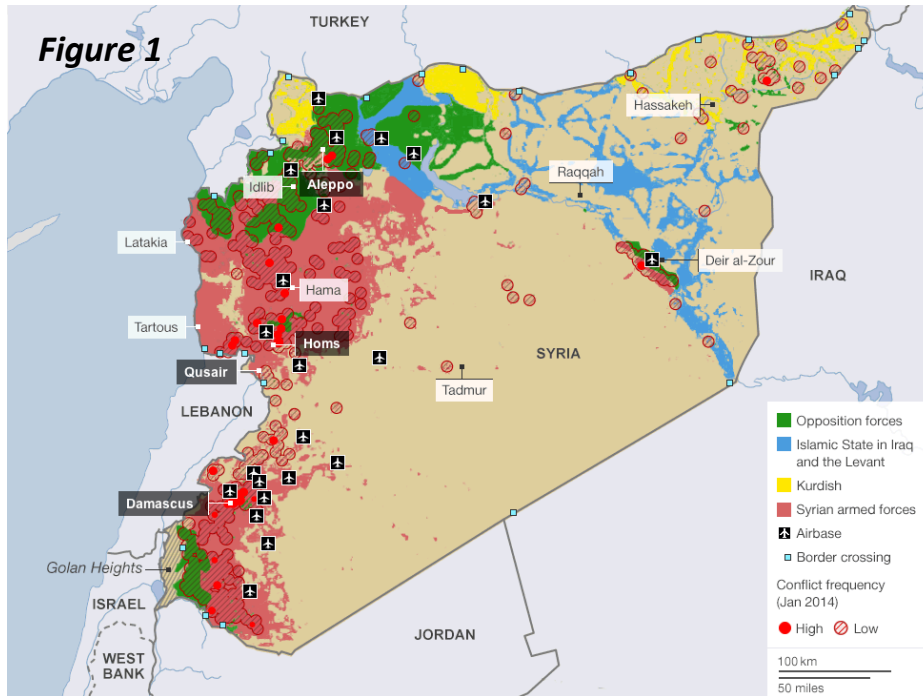 TURKEY
Figure 1
Hassakeh
Raqqah
Aleppo
Idlib
Latakia
Deir al-Zour
IRAQ
Hama
Tartous
Homs
SYRIA
Qusair
Tadmur
LEBANON
Opposition forces
Islamic State in Iraq
and the Levant
Kurdish
Syrian armed forces
Airbase
Border crossing
Conflict frequency
(Jan 2014)
High
Low
Damascus
Golan Heights
ISRAEL
JORDAN
WEST
BANK
100 km
50 miles